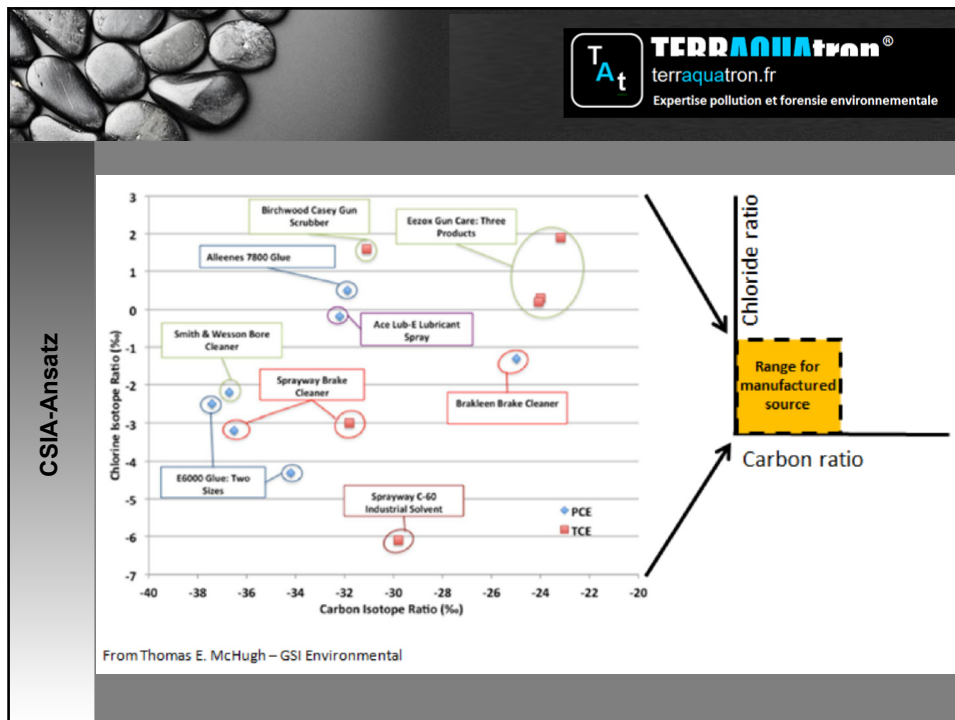 T
A
t
TERRAQUAtron®
terraquatron.fr
Expertise pollution et forensie environnementale
CSIA-Ansatz
3
2
1
0
-1
-2
-3
-4
-5
-6
-7
-40
-38
-36
-34
-32
-30
-28
-26
-24
-22
-20
Chlorine Isotope Ratio (‰)
Carbon Isotope Ratio (‰)
Birchwood Casey Gun
Scrubber
Eezox Gun Care: Three
Products
Alleenes 7800 Glue
Ace Lub-E Lubricant
Spray
Smith & Wesson Bore
Cleaner
Sprayway Brake
Cleaner
Brakleen Brake Cleaner
E6000 Glue: Two
Sizes
Sprayway C-60
Industrial Solvent
PCE
TCE
Chloride ratio
Range for
manufactured
source
Carbon ratio
From Thomas E. McHugh – GSI Environmental